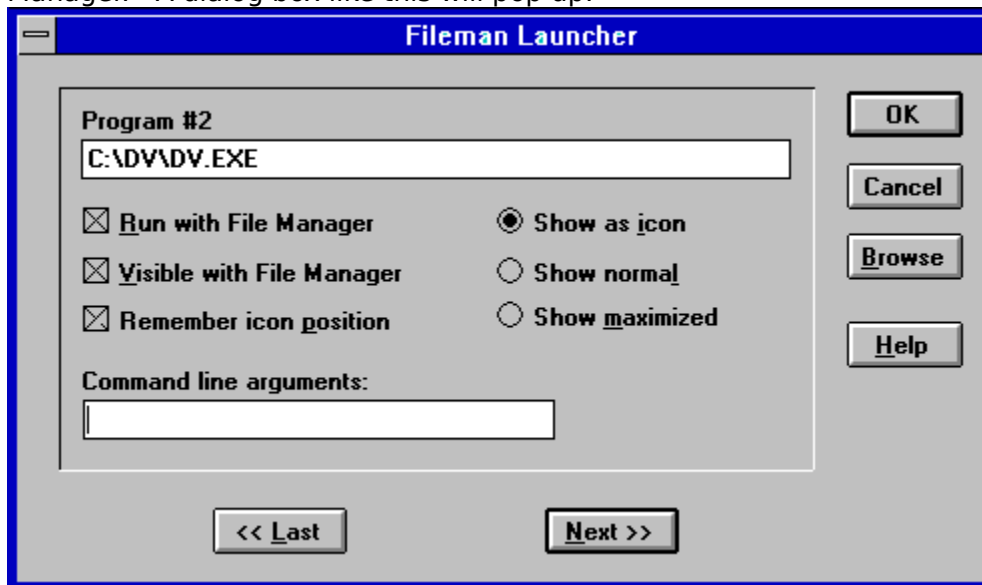 Manager. A dialog box like this will pop up:
Fileman Launcher
Program #2
C:\DV\DV.EXE
OK
Cancel
Run with File Manager
Show as icon
Visible with File Manager
Show normal
Browse
Remember icon position
Show maximized
Help
Command line arguments:
<< Last
Next >>